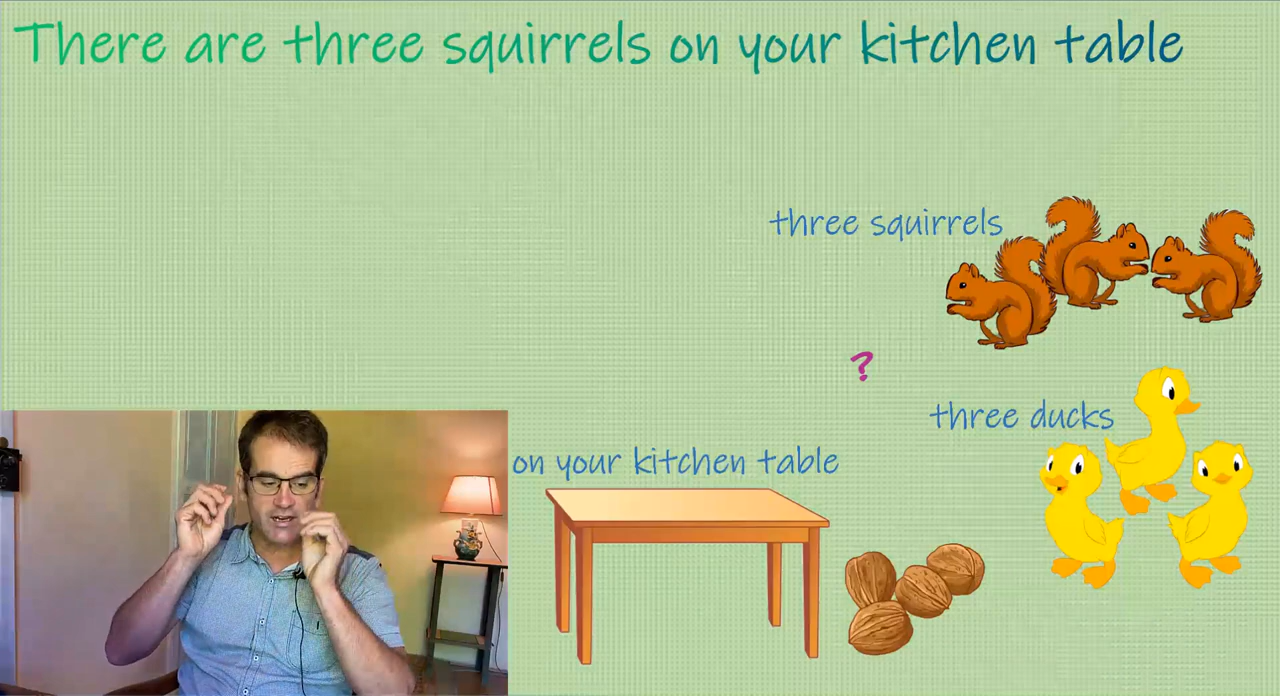 There are three squirrels on your kitchen table
three squirrels
?
three ducks
on your kitchen table